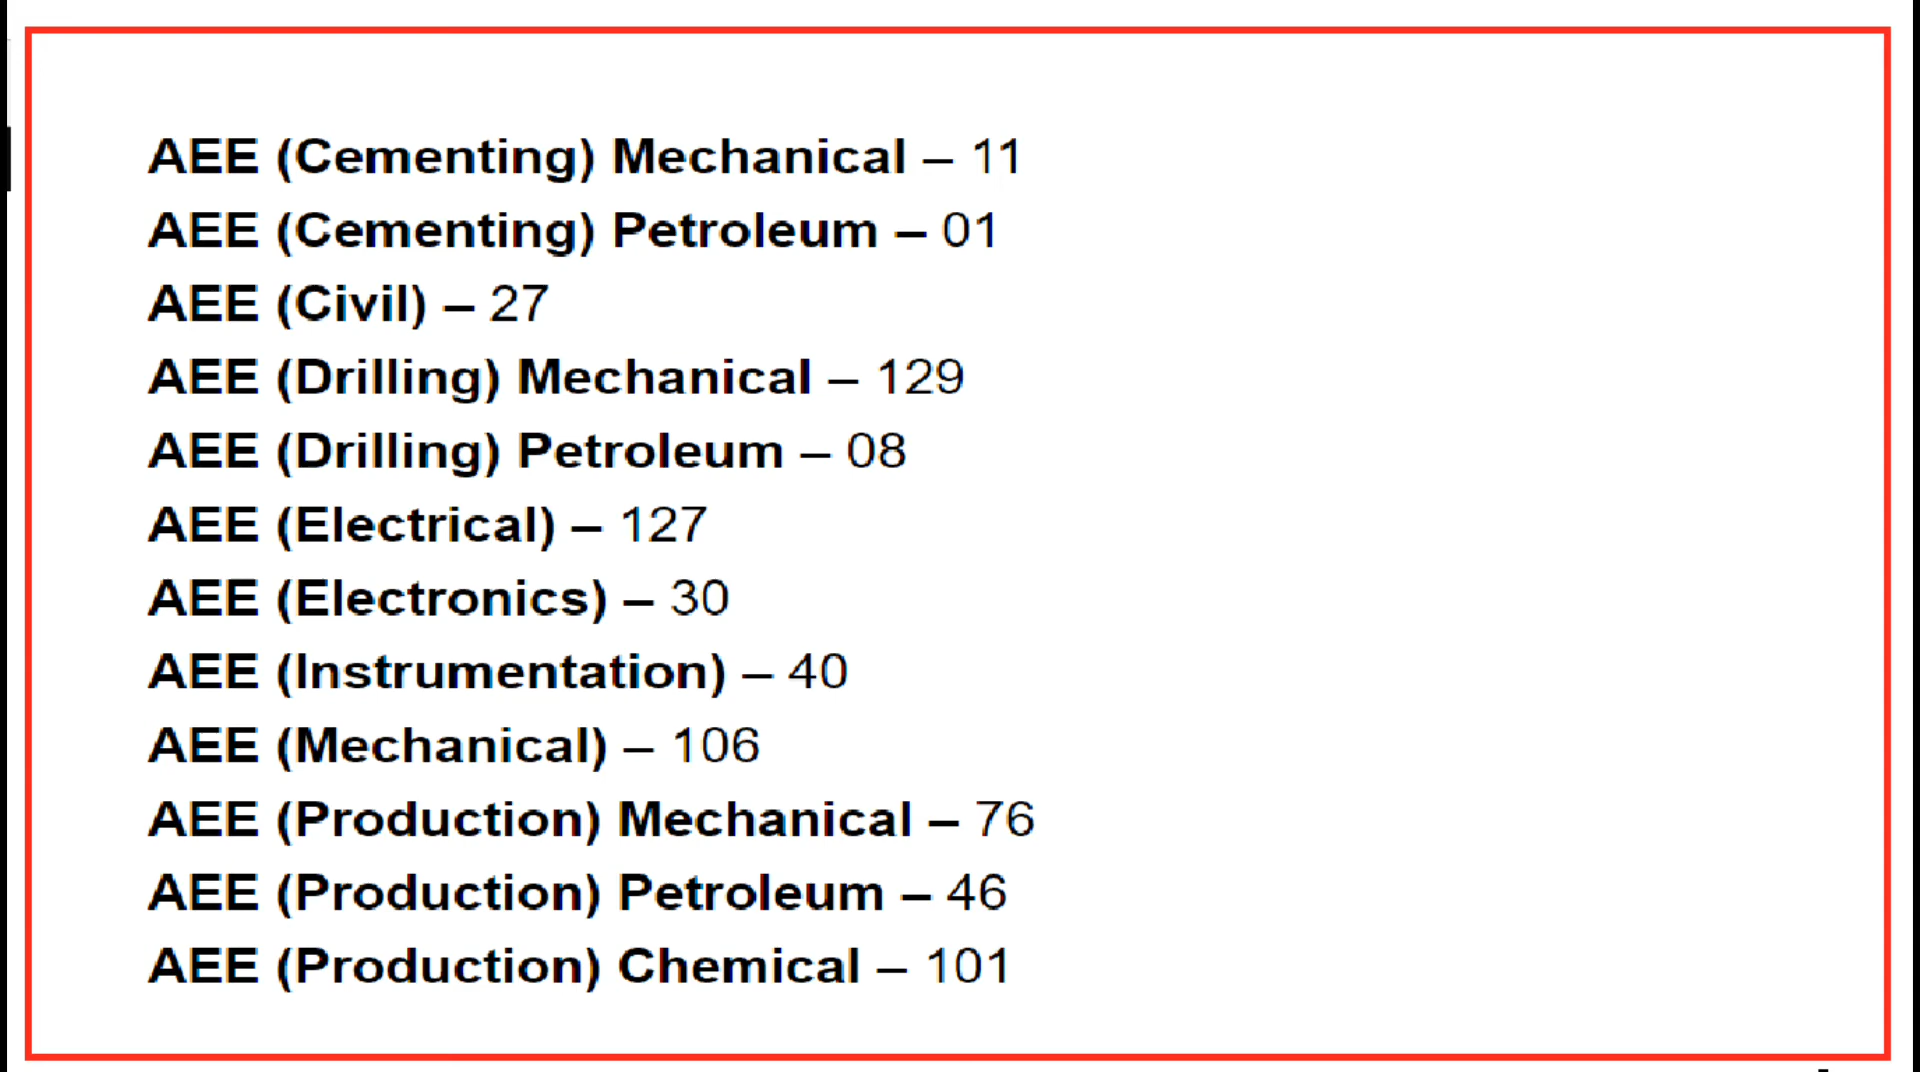 AEE (Cementing) Mechanical – 11
AEE (Cementing) Petroleum – 01
AEE (Civil) – 27
AEE (Drilling) Mechanical – 129
AEE (Drilling) Petroleum – 08
AEE (Electrical) – 127
AEE (Electronics) – 30
AEE (Instrumentation) – 40
AEE (Mechanical) – 106
AEE (Production) Mechanical – 76
AEE (Production) Petroleum – 46
AEE (Production) Chemical – 101